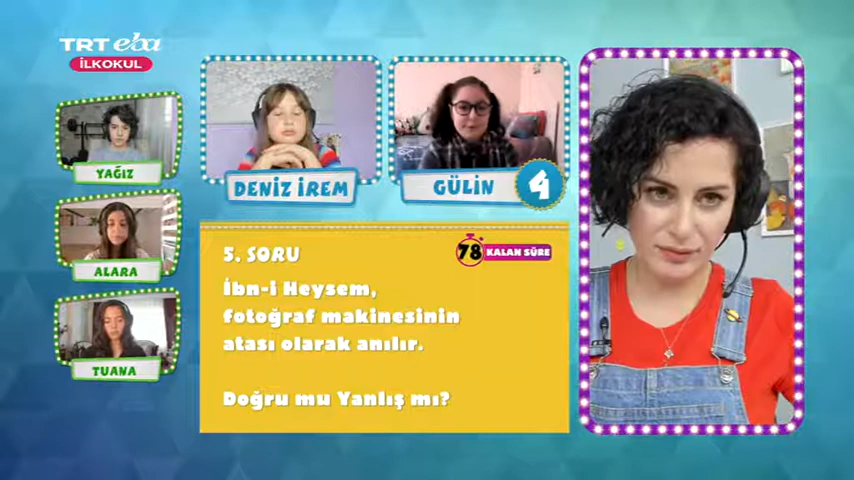 TRT eba
İLKOKUL
YAĞIZ
ALARA
TUANA
DENİZ İREM
GÜLİN
4
5. SORU
78 KALAN SÜRE
İbn-i Heysem,
fotoğraf makinesinin
atası olarak anılır.
Doğru mu Yanlış mı?